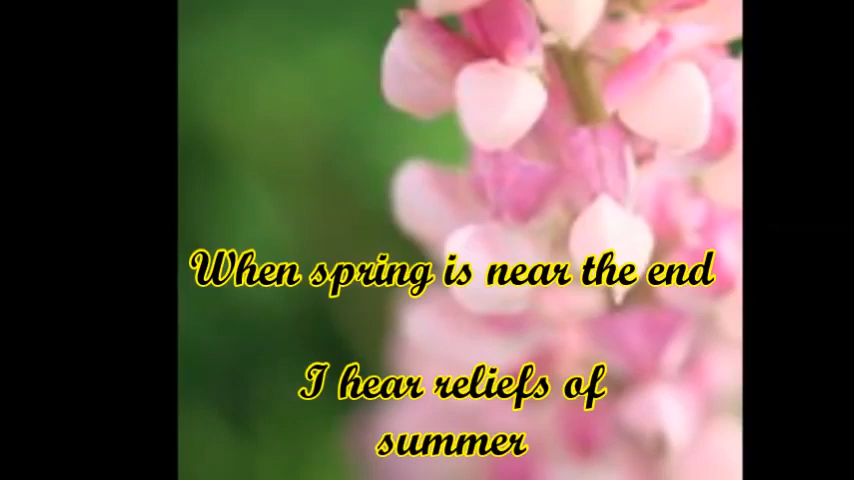 When spring is near the end
I hear reliefs of
summer